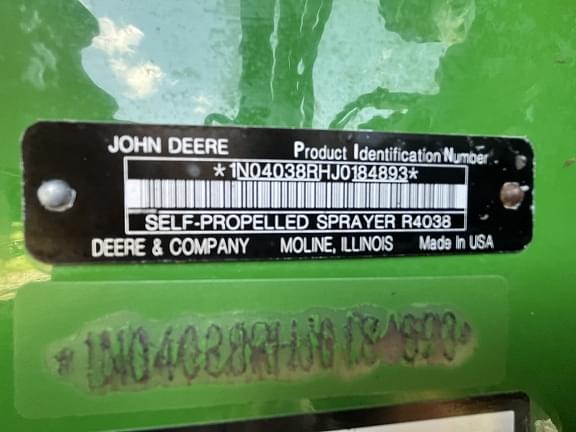 JOHN DEERE Product Identification Number
*1N04038RHJ0184893*
SELF-PROPELLED SPRAYER R4038
DEERE & COMPANY MOLINE, ILLINOIS Made In USA